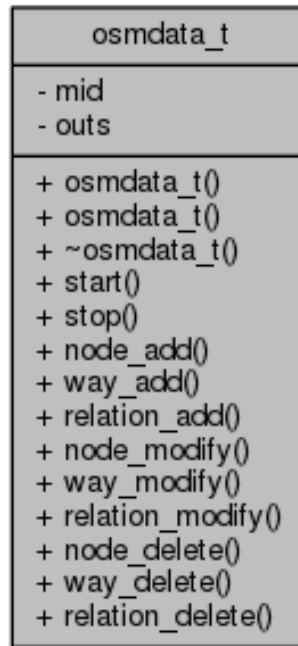 osmdata_t
- mid
- outs
+ osmdata_t()
+ osmdata_t()
+ ~osmdata_t()
+ start()
+ stop()
+ node_add()
+ way_add()
+ relation_add()
+ node_modify()
+ way_modify()
+ relation_modify()
+ node_delete()
+ way_delete()
+ relation_delete()